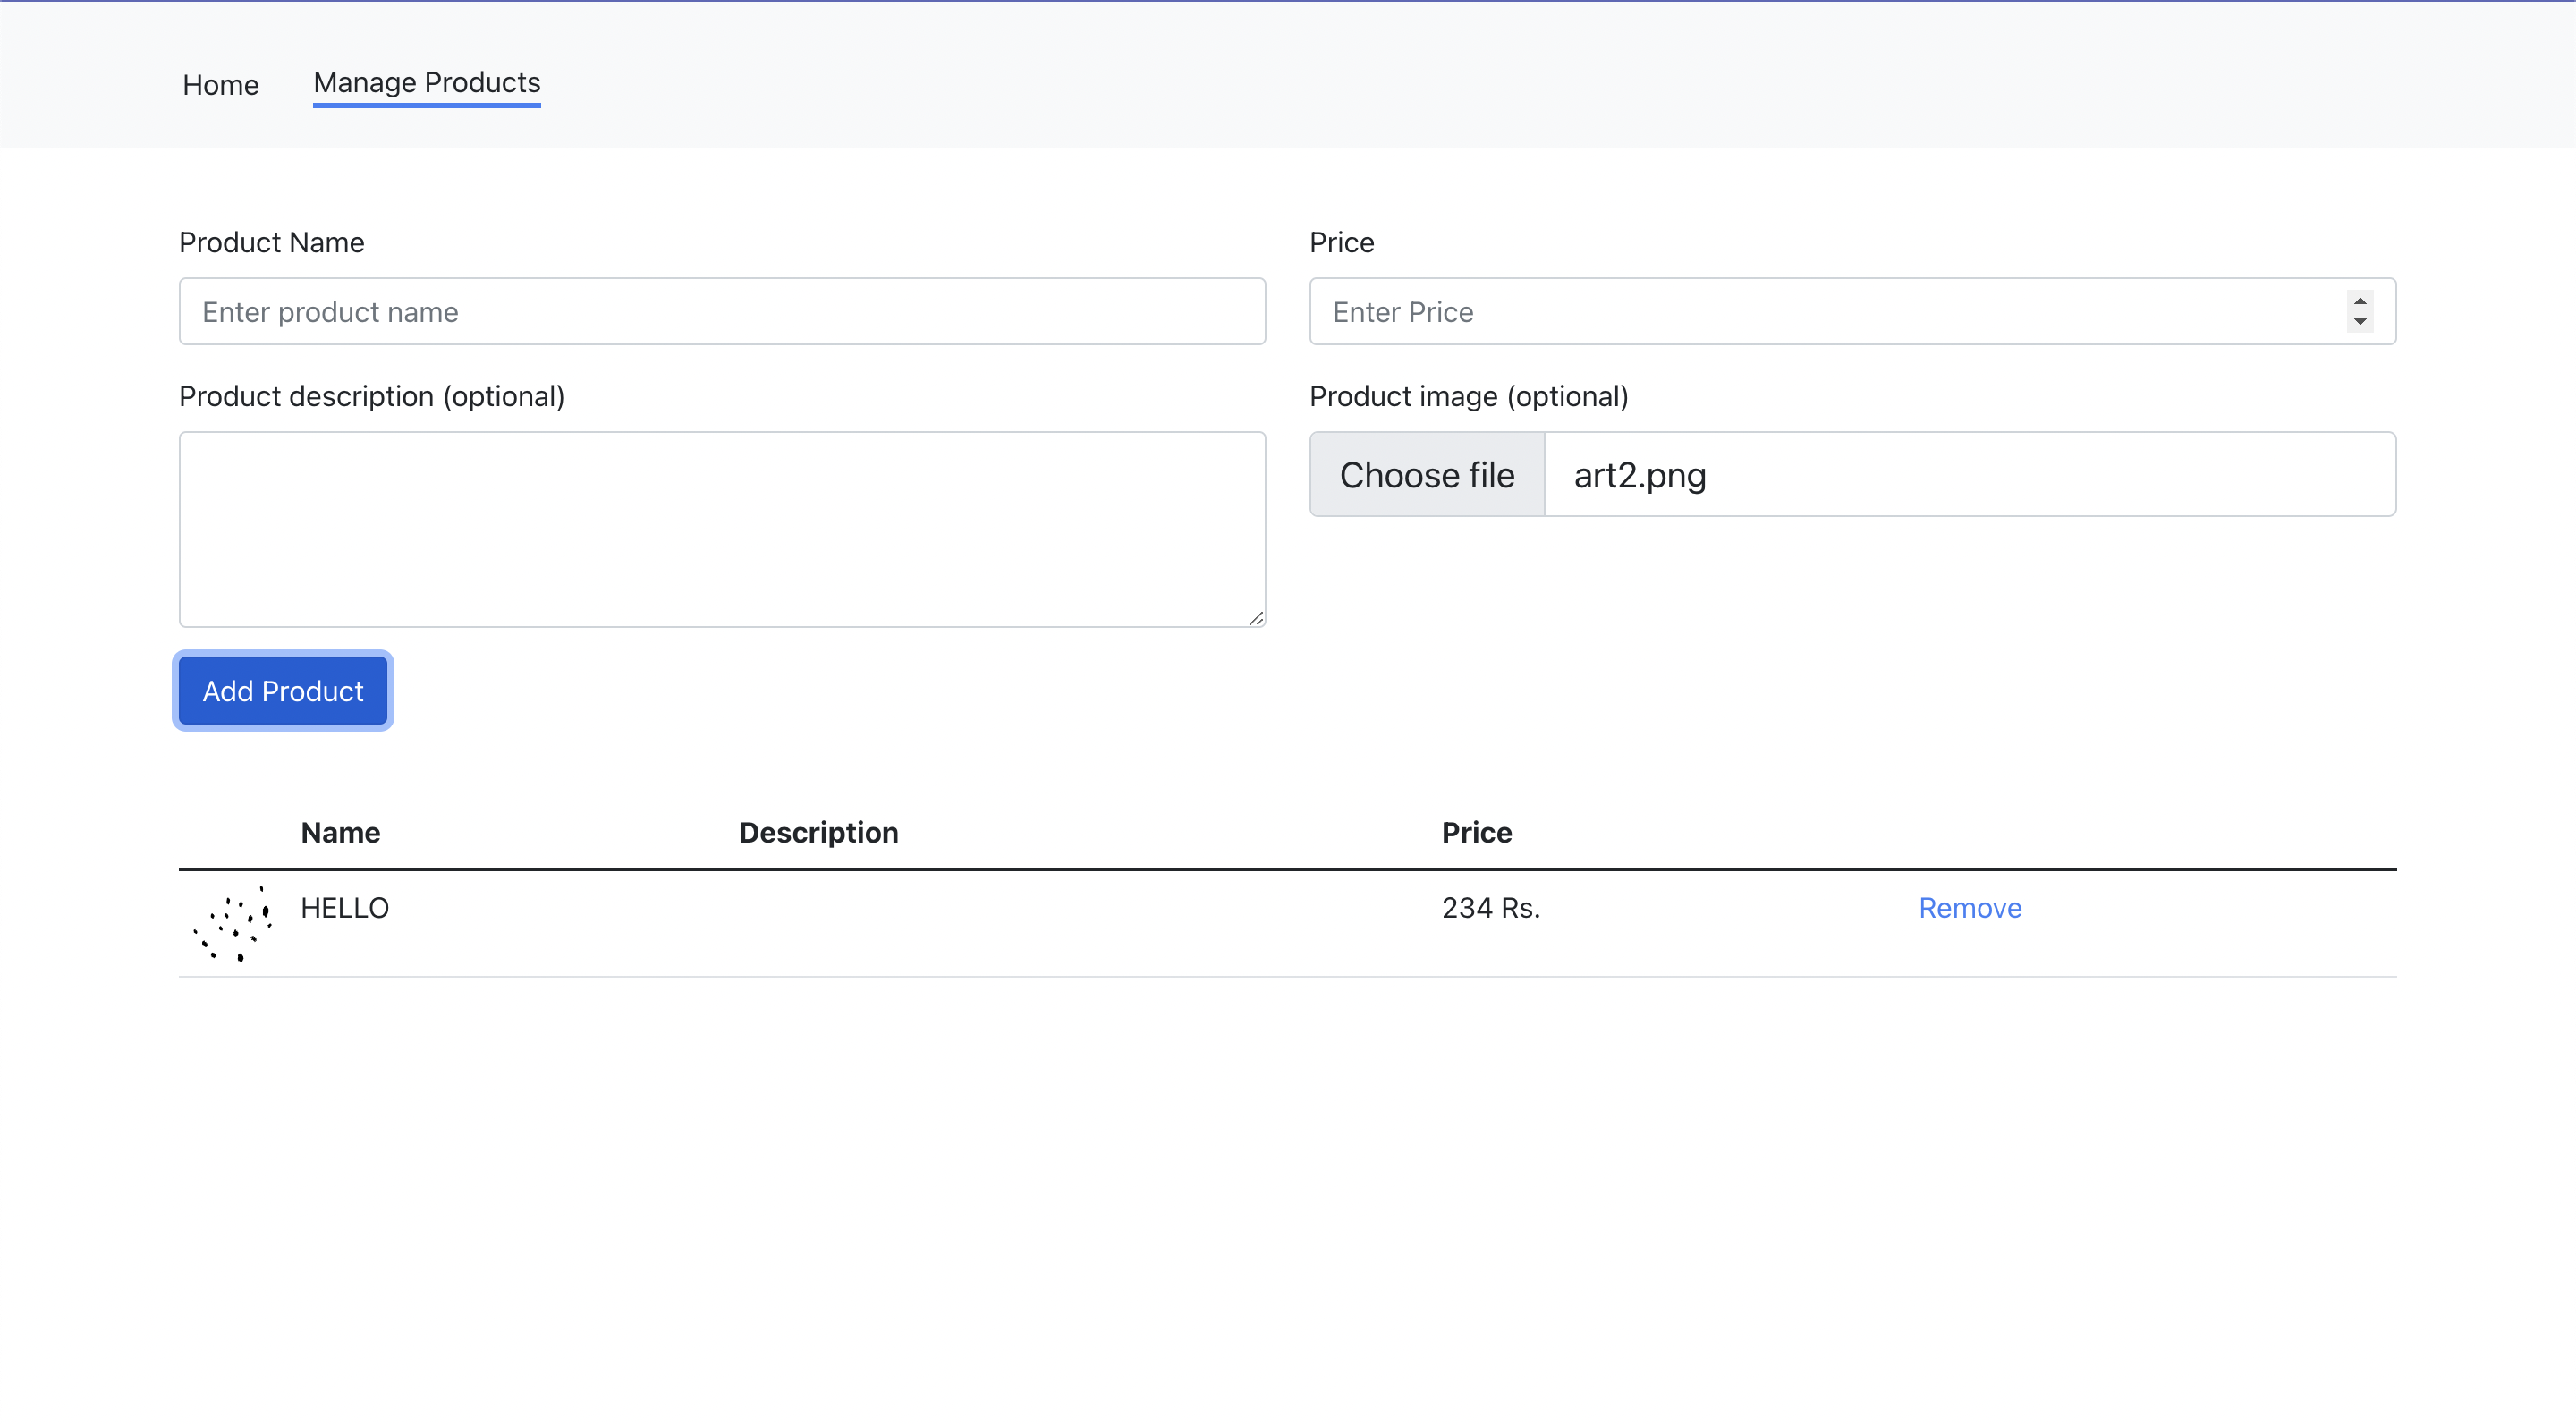 Home Manage Products
Product Name Price
Enter product name Enter Price
Product description (optional) Product image (optional)
Choose file art2.png
Add Product
Name Description Price
HELLO 234 Rs. Remove